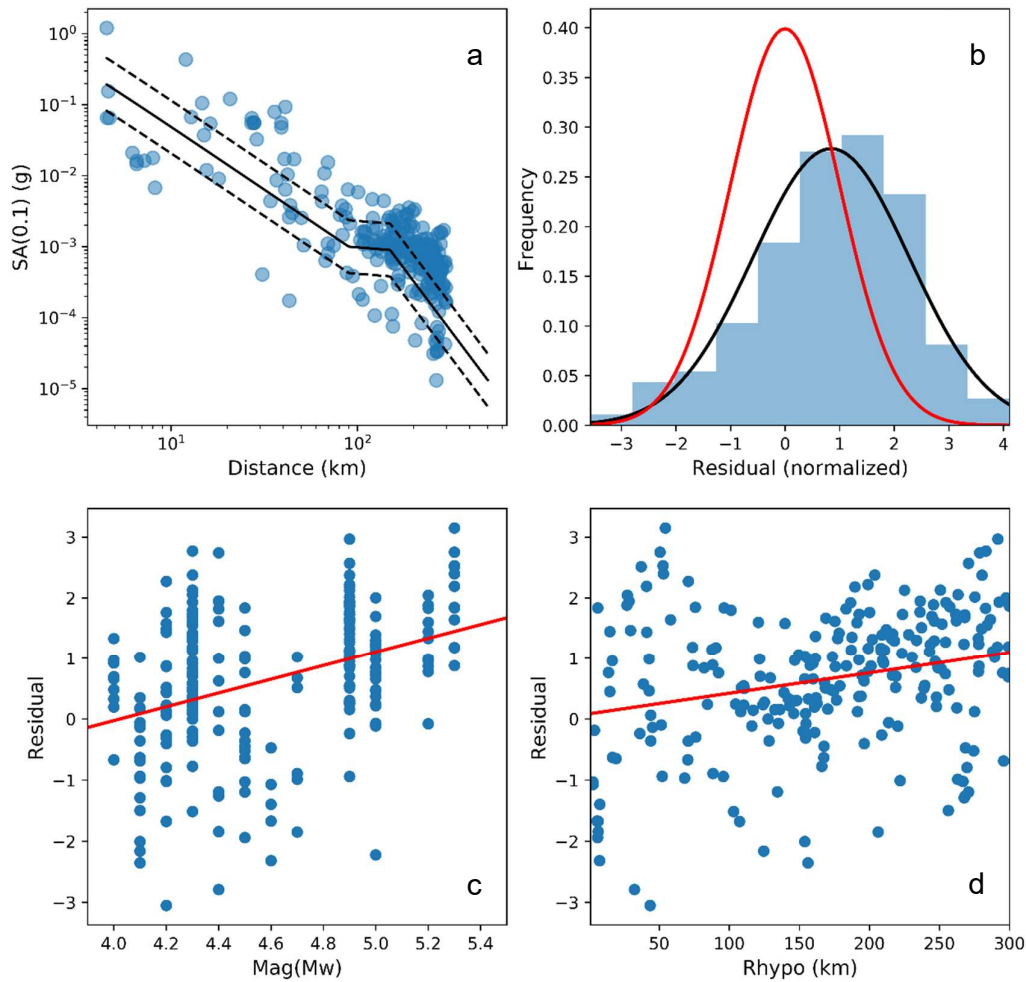 a
10⁰
10⁻¹
10⁻²
10⁻³
10⁻⁴
10⁻⁵
SA(0.1) (g)
10¹ 10²
Distance (km)
b
0.40
0.35
0.30
0.25
0.20
0.15
0.10
0.05
0.00
Frequency
-3 -2 -1 0 1 2 3 4
Residual (normalized)
c
3
2
1
0
-1
-2
-3
Residual
4.0 4.2 4.4 4.6 4.8 5.0 5.2 5.4
Mag(Mw)
d
3
2
1
0
-1
-2
-3
Residual
50 100 150 200 250 300
Rhypo (km)